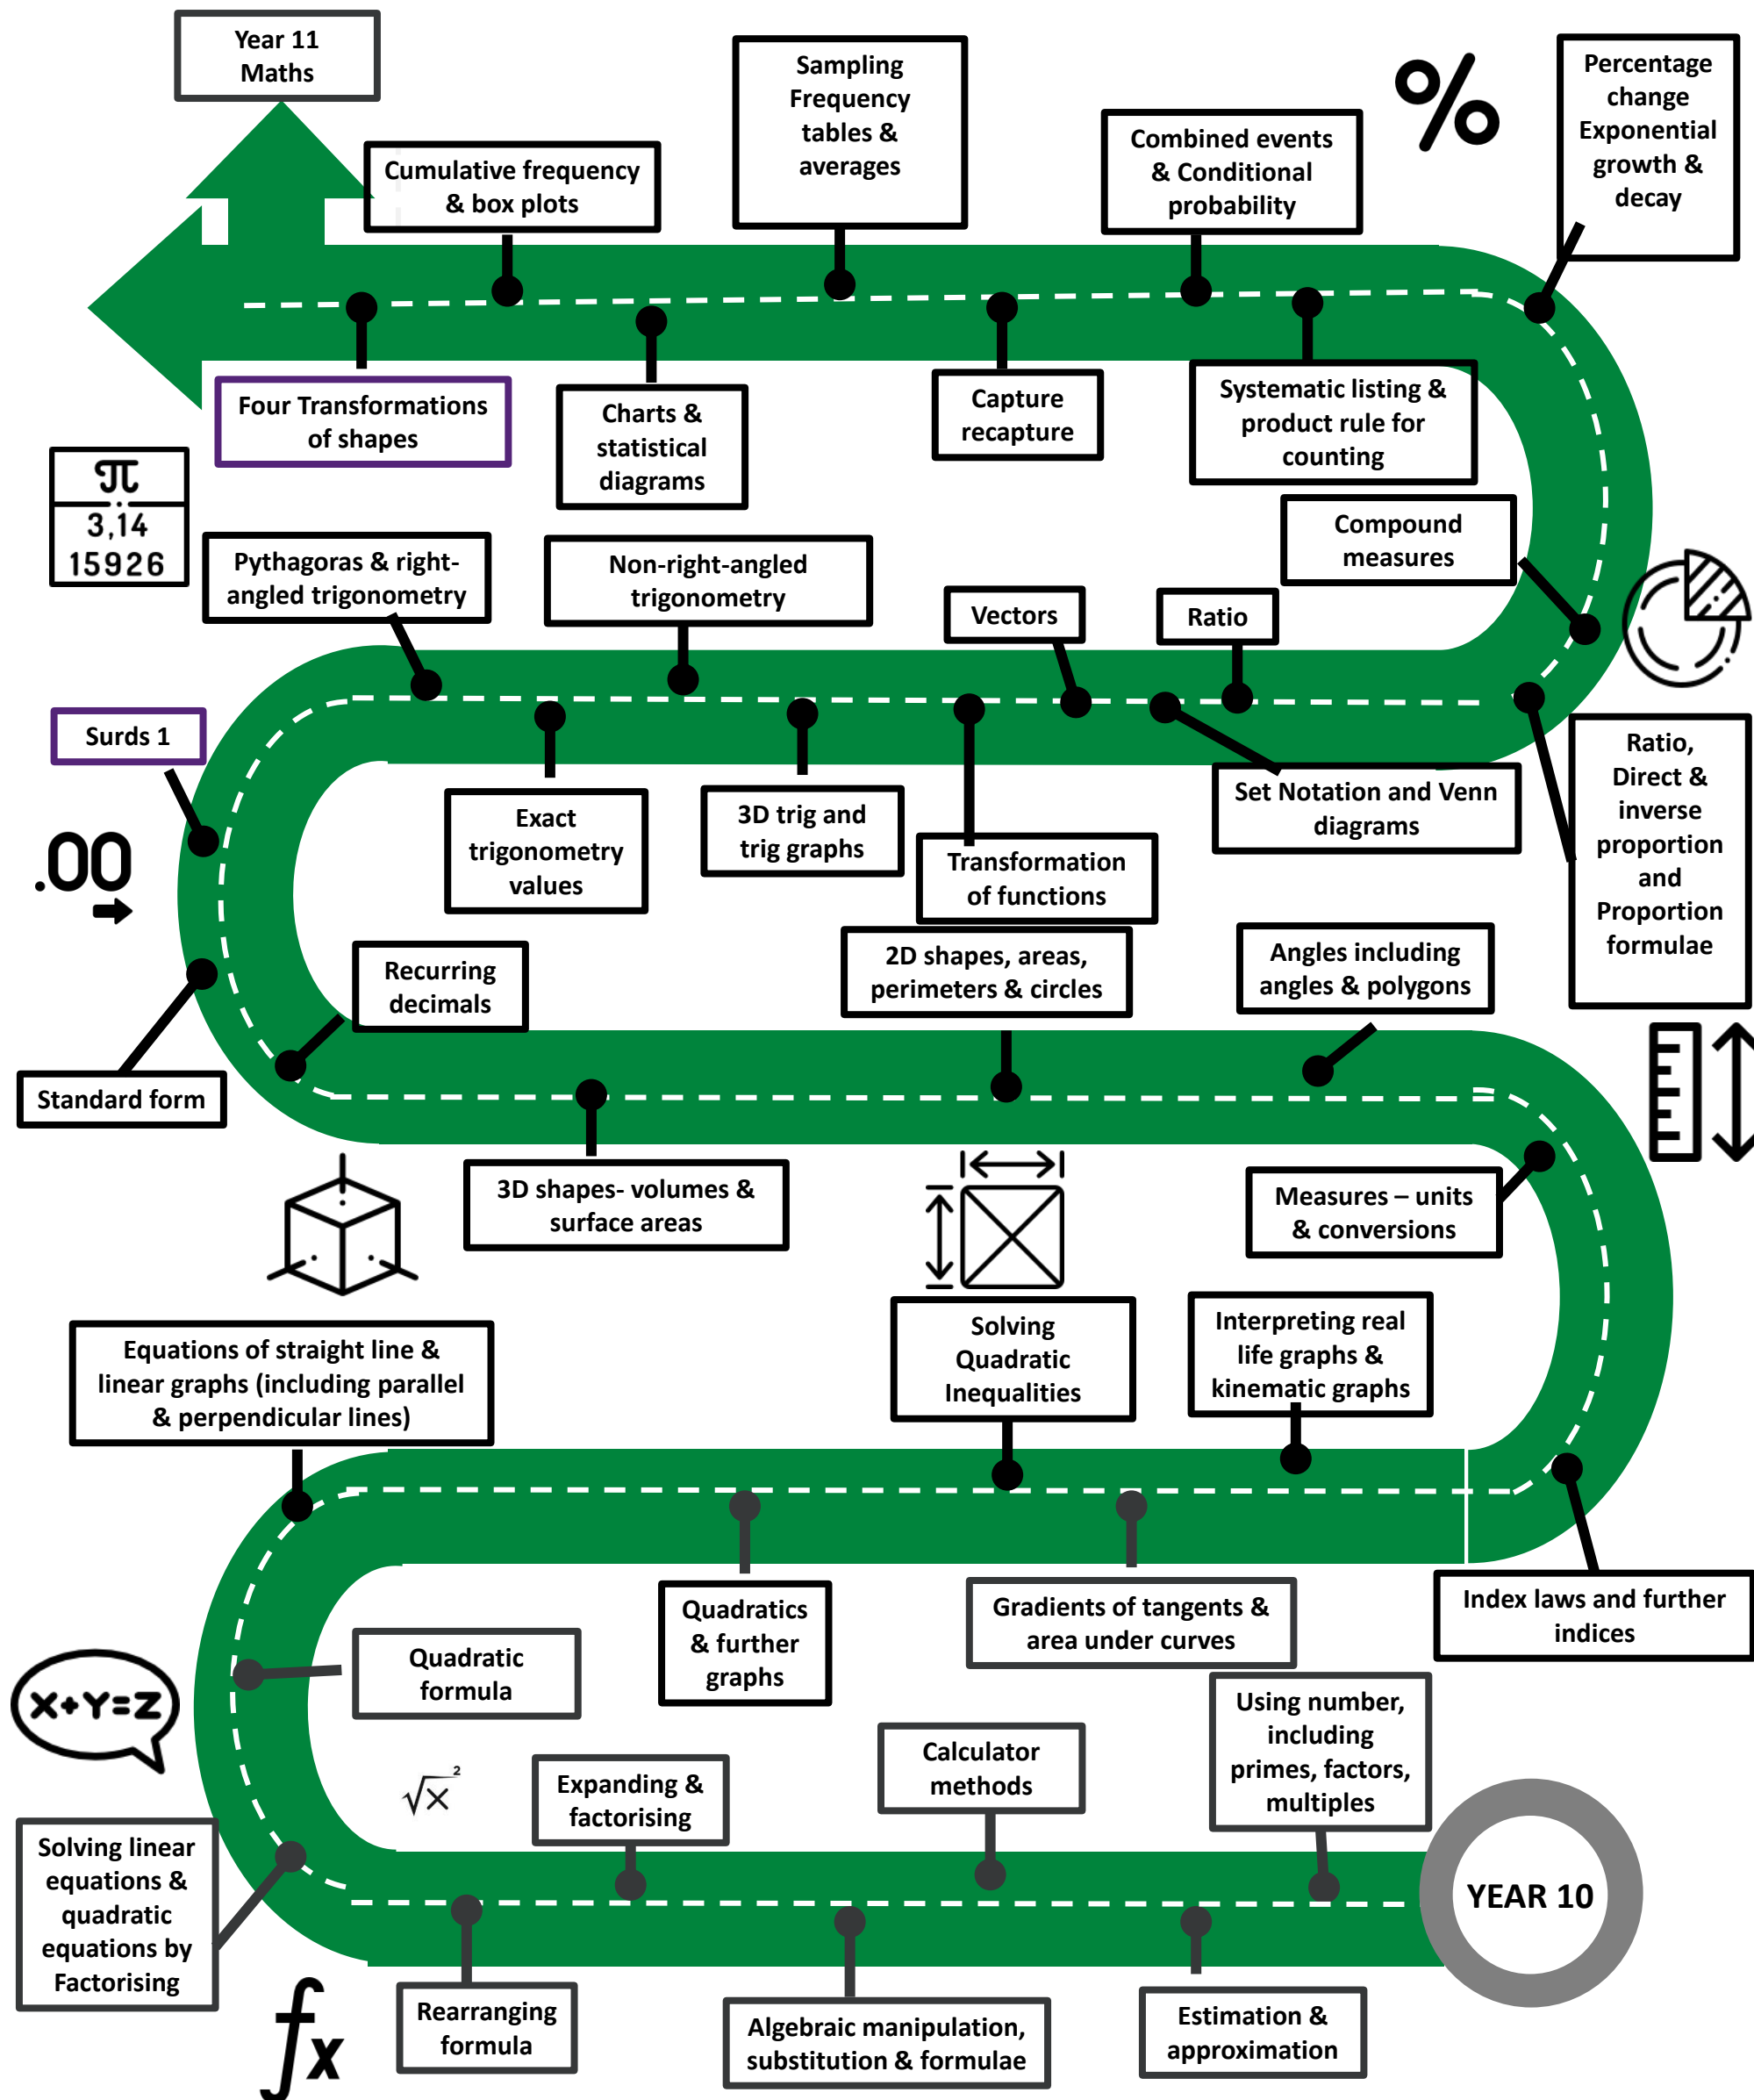 Year 11
Maths
Sampling
Frequency
tables &
averages
Percentage
change
Exponential
growth &
decay
%
Combined events
& Conditional
probability
Cumulative frequency
& box plots
Four Transformations
of shapes
Charts &
statistical
diagrams
Capture
recapture
Systematic listing &
product rule for
counting
π
3,14
15926
Compound
measures
Pythagoras & right-
angled trigonometry
Non-right-angled
trigonometry
Vectors
Ratio
Surds 1
Exact
trigonometry
values
3D trig and
trig graphs
Transformation
of functions
Set Notation and Venn
diagrams
Ratio,
Direct &
inverse
proportion
and
Proportion
formulae
.00
Recurring
decimals
2D shapes, areas,
perimeters & circles
Angles including
angles & polygons
Standard form
3D shapes- volumes &
surface areas
Measures – units
& conversions
Equations of straight line &
linear graphs (including parallel
& perpendicular lines)
Solving
Quadratic
Inequalities
Interpreting real
life graphs &
kinematic graphs
Quadratics
& further
graphs
Gradients of tangents &
area under curves
Index laws and further
indices
Quadratic
formula
X+Y=Z
Using number,
including
primes, factors,
multiples
Calculator
methods
Expanding &
factorising
√x²
Solving linear
equations &
quadratic
equations by
Factorising
YEAR 10
fx
Rearranging
formula
Algebraic manipulation,
substitution & formulae
Estimation &
approximation